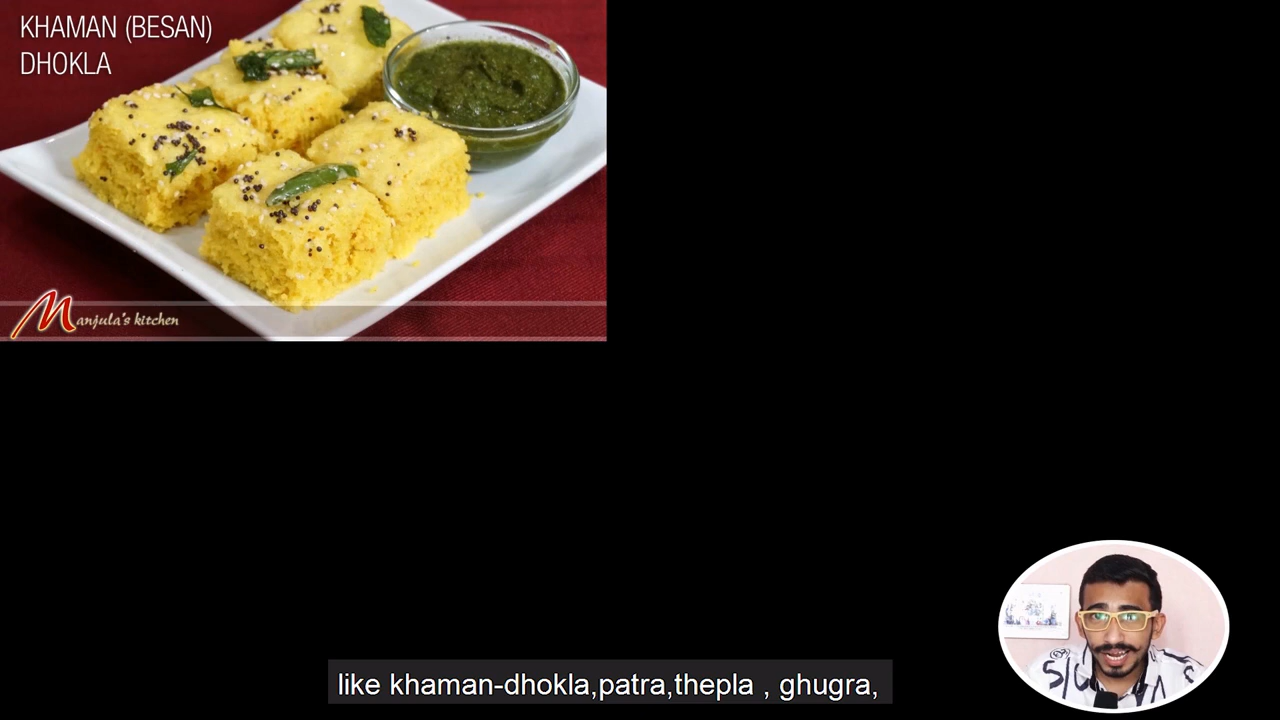 KHAMAN (BESAN)
DHOKLA
Manjula's kitchen
like khaman-dhokla,patra,thepla , ghugra,